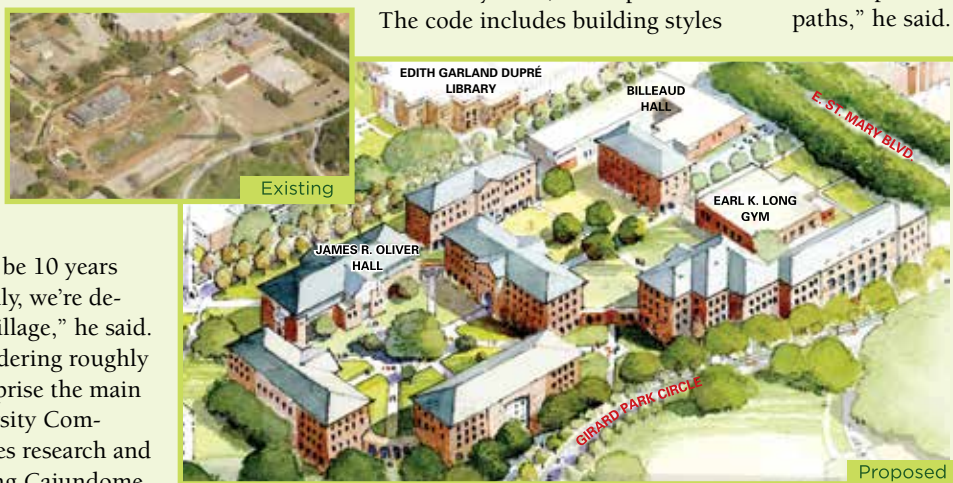 The code includes building styles
paths,” he said.
Existing
EDITH GARLAND DUPRÉ
LIBRARY
BILLEAUD
HALL
E. ST. MARY BLVD.
EARL K. LONG
GYM
JAMES R. OLIVER
HALL
GIRARD PARK CIRCLE
Proposed
be 10 years
ly, we’re de-
illage,” he said.
dering roughly
prise the main
sity Com-
es research and
ng Cajundome